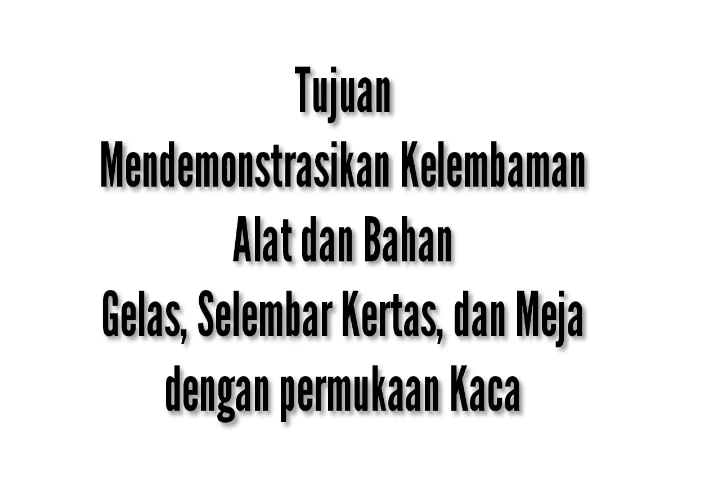 Tujuan
Mendemonstrasikan Kelembaman
Alat dan Bahan
Gelas, Selembar Kertas, dan Meja
dengan permukaan Kaca